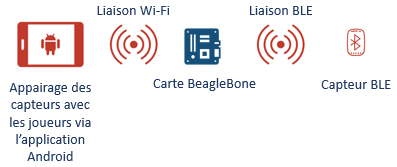 Liaison Wi-Fi
Liaison BLE
Carte BeagleBone
Capteur BLE
Appairage des
capteurs avec
les joueurs via
l'application
Android